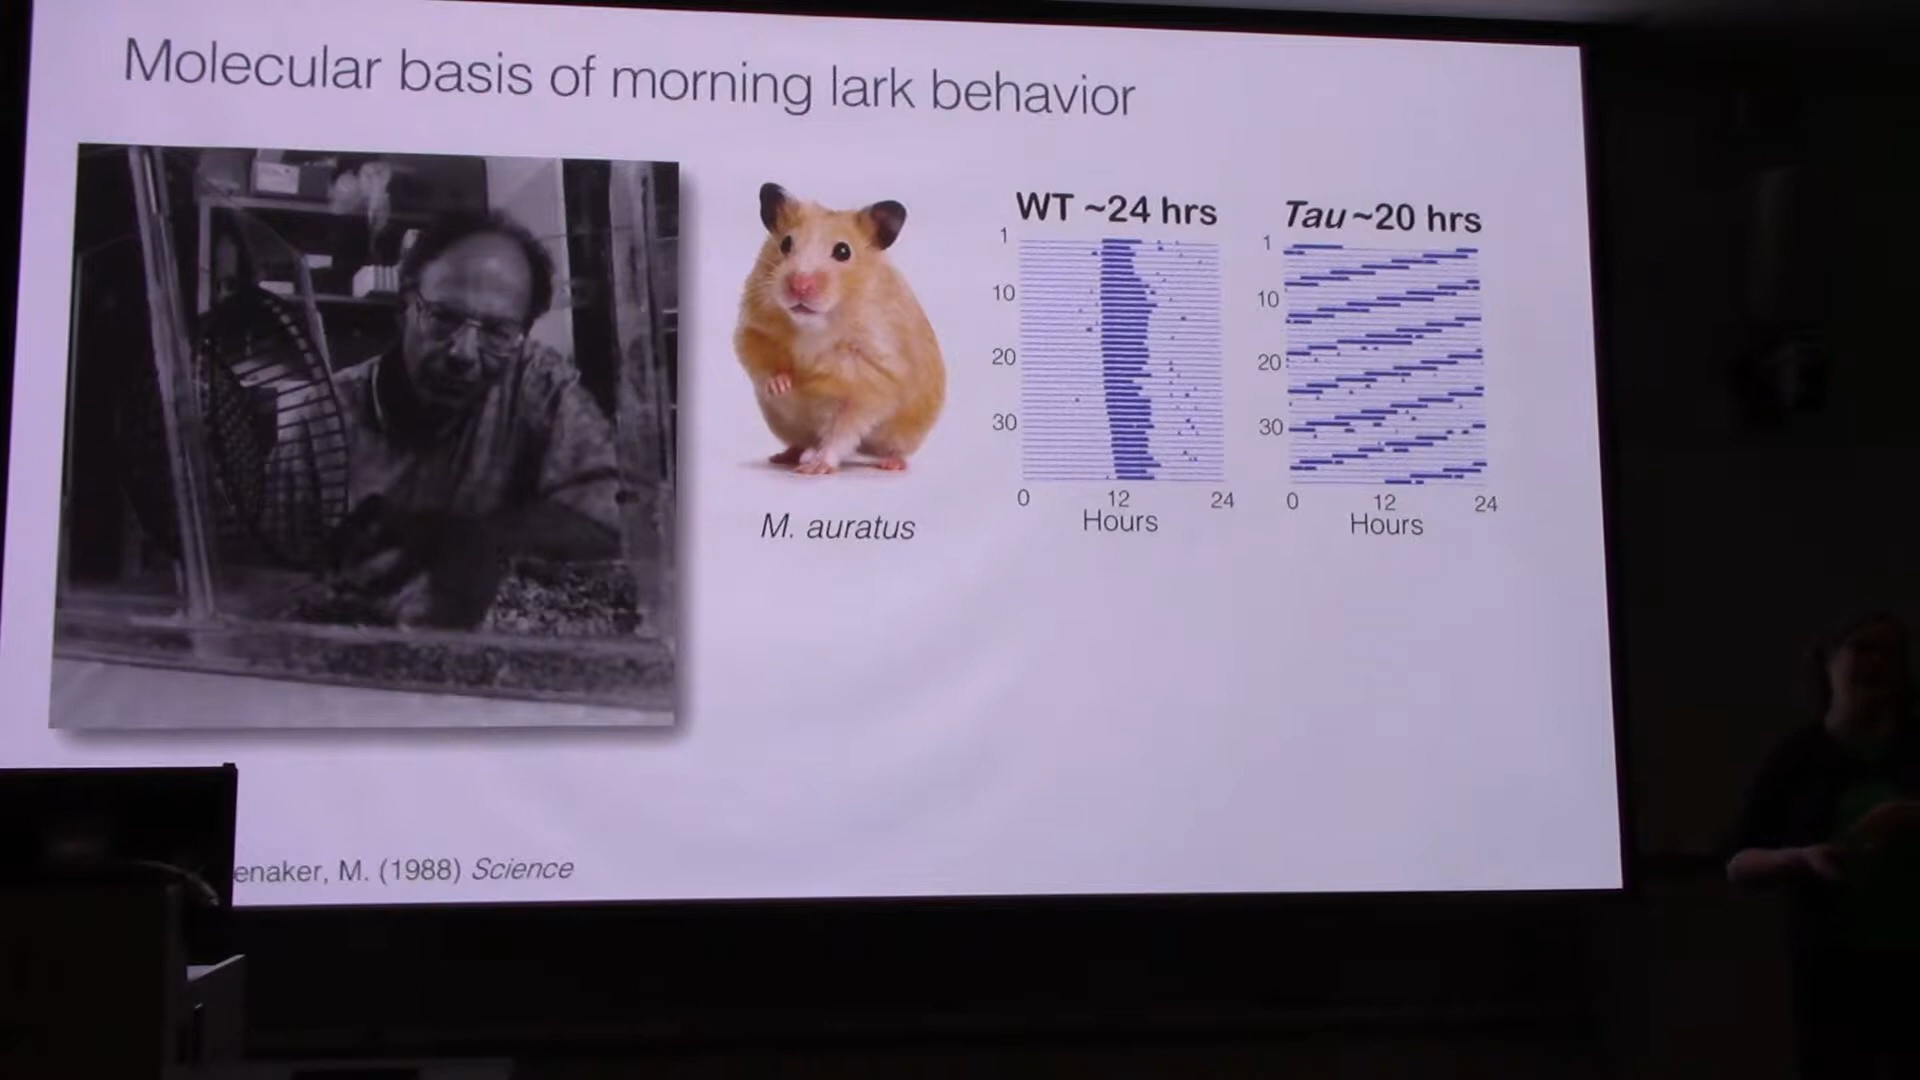 Molecular basis of morning lark behavior
WT ~24 hrs
1
10
20
30
0 12 24
Hours
Tau ~20 hrs
1
10
20
30
0 12 24
Hours
M. auratus
enaker, M. (1988) Science